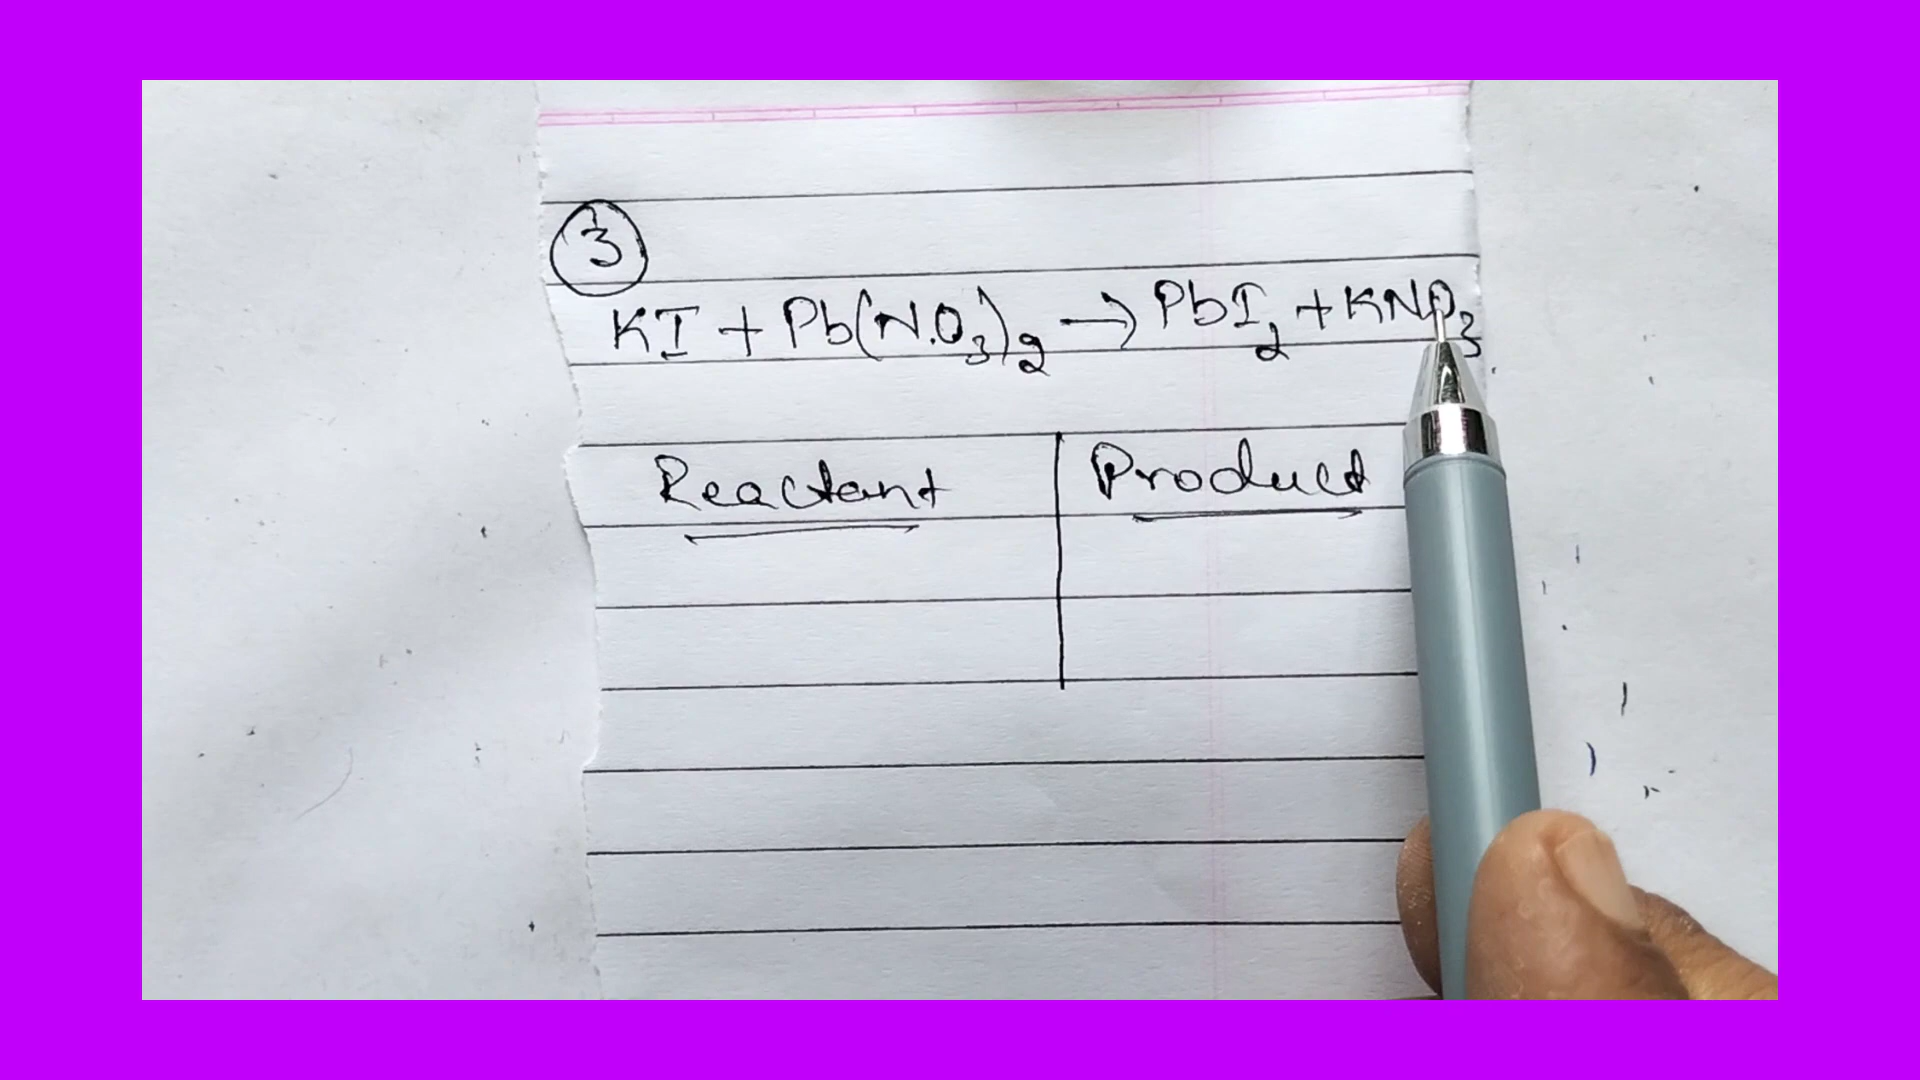 3
KI + Pb(NO3)2 → PbI2 + KNO3
Reactant Product